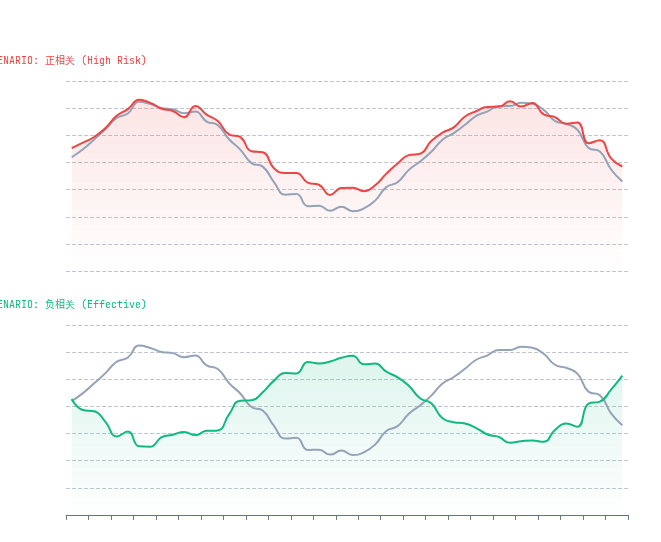 ENARIO: 正相关 (High Risk)
ENARIO: 负相关 (Effective)